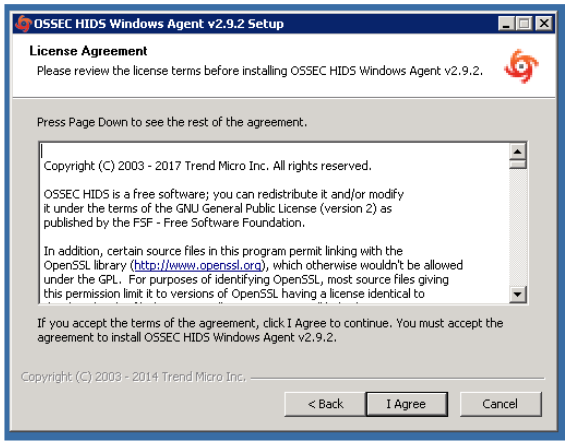 OSSEC HIDS Windows Agent v2.9.2 Setup
License Agreement
Please review the license terms before installing OSSEC HIDS Windows Agent v2.9.2.
Press Page Down to see the rest of the agreement.
Copyright (C) 2003 - 2017 Trend Micro Inc. All rights reserved.
OSSEC HIDS is a free software; you can redistribute it and/or modify
it under the terms of the GNU General Public License (version 2) as
published by the FSF - Free Software Foundation.
In addition, certain source files in this program permit linking with the
OpenSSL library (http://www.openssl.org), which otherwise wouldn't be allowed
under the GPL.  For purposes of identifying OpenSSL, most source files giving
this permission limit it to versions of OpenSSL having a license identical to
If you accept the terms of the agreement, click I Agree to continue. You must accept the
agreement to install OSSEC HIDS Windows Agent v2.9.2.
Copyright (C) 2003 - 2014 Trend Micro Inc.
< Back
I Agree
Cancel